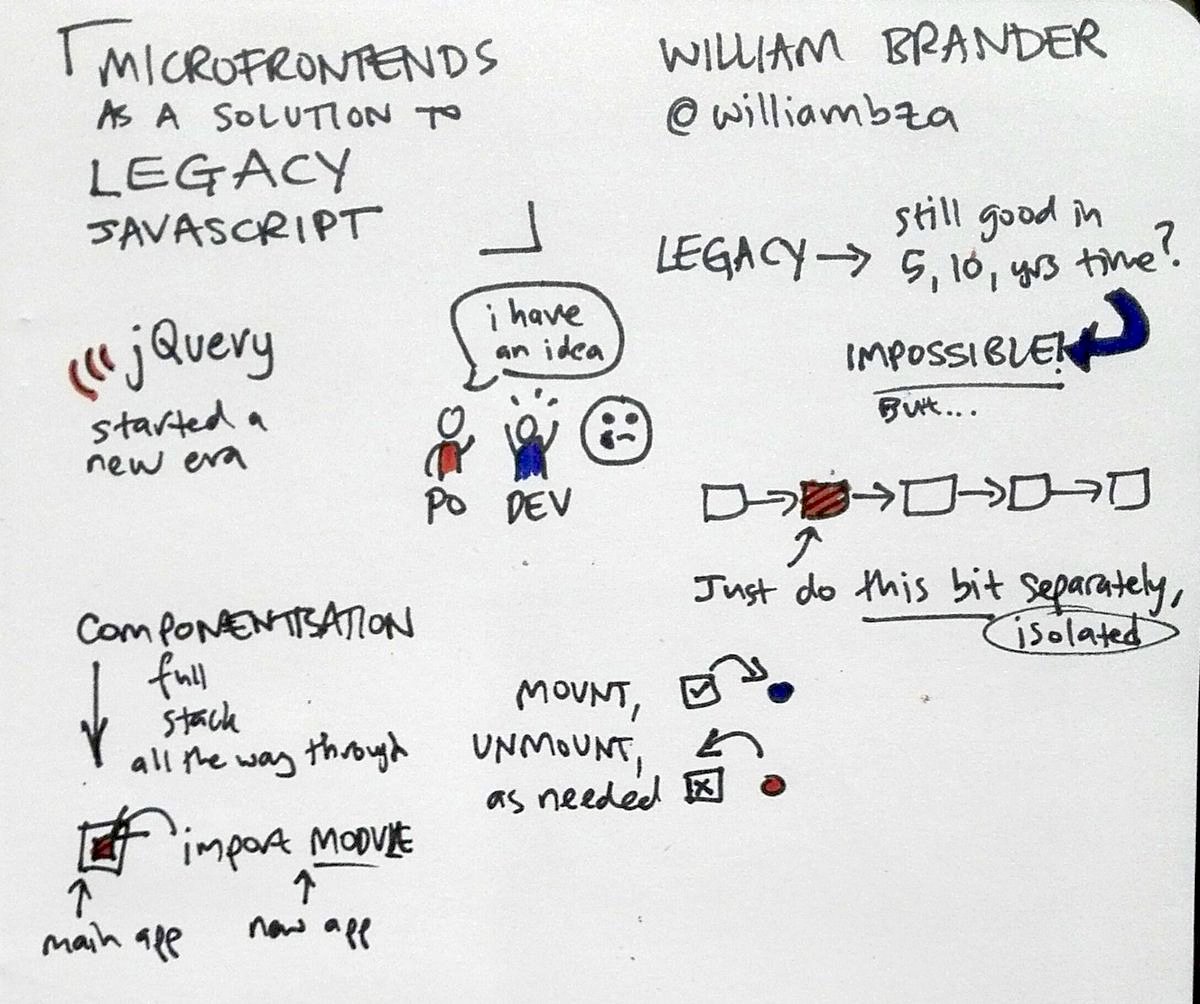 MICROFRONTENDS
AS A SOLUTION TO
LEGACY
JAVASCRIPT
WILLIAM BRANDER
@williambza
LEGACY → still good in
5, 10, yrs time?
IMPOSSIBLE!
But...
jQuery
started a
new era
i have
an idea
PO DEV
Just do this bit separately,
isolated
COMPONENTISATION
full
stack
all the way through
MOUNT,
UNMOUNT,
as needed
import MODULE
main app
new app